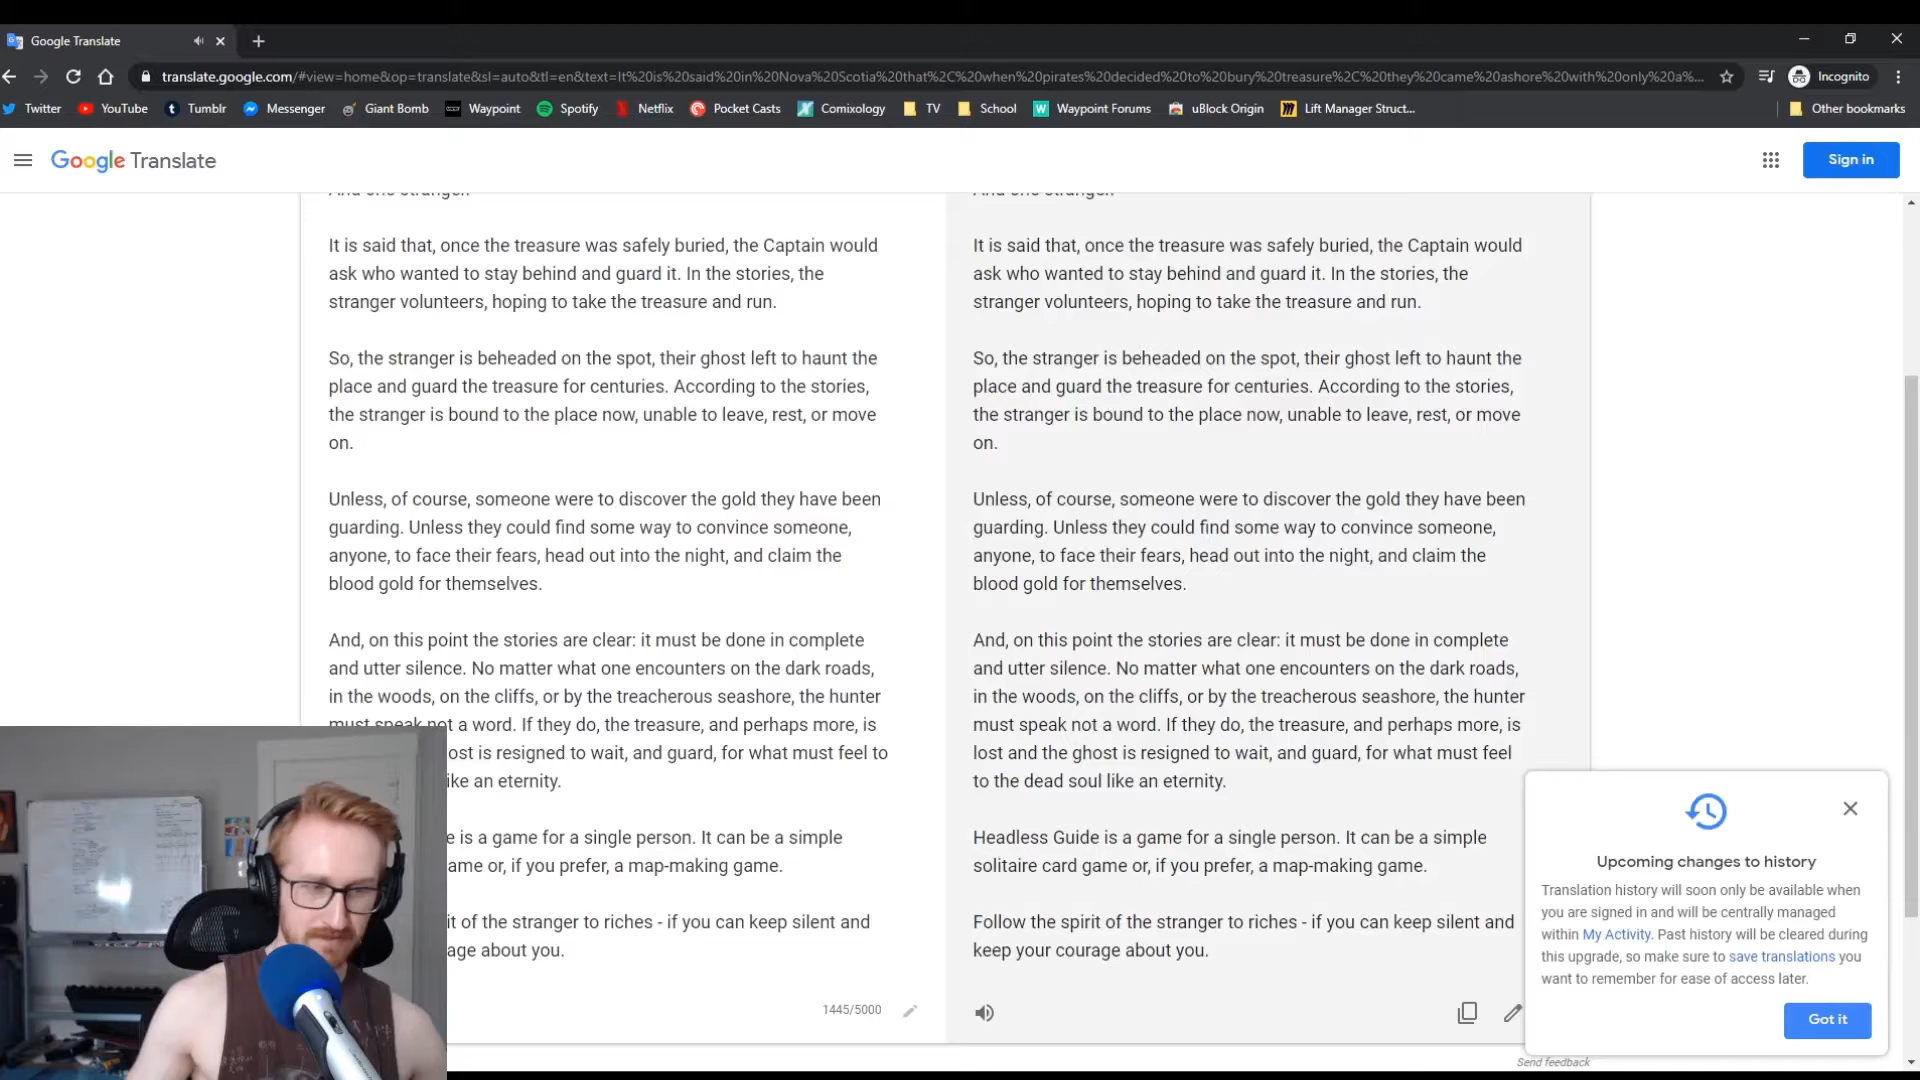 Google Translate
translate.google.com/#view=home&op=translate&sl=auto&tl=en&text=It%20is%20said%20in%20Nova%20Scotia%20that%2C%20when%20pirates%20decided%20to%20bury%20treasure%2C%20they%20came%20ashore%20with%20only%20a%...
Incognito
Twitter YouTube Tumblr Messenger Giant Bomb Waypoint Spotify Netflix Pocket Casts Comixology TV School Waypoint Forums uBlock Origin Lift Manager Struct... Other bookmarks
Google Translate
Sign in
And one stranger.
It is said that, once the treasure was safely buried, the Captain would
ask who wanted to stay behind and guard it. In the stories, the
stranger volunteers, hoping to take the treasure and run.
So, the stranger is beheaded on the spot, their ghost left to haunt the
place and guard the treasure for centuries. According to the stories,
the stranger is bound to the place now, unable to leave, rest, or move
on.
Unless, of course, someone were to discover the gold they have been
guarding. Unless they could find some way to convince someone,
anyone, to face their fears, head out into the night, and claim the
blood gold for themselves.
And, on this point the stories are clear: it must be done in complete
and utter silence. No matter what one encounters on the dark roads,
in the woods, on the cliffs, or by the treacherous seashore, the hunter
must speak not a word. If they do, the treasure, and perhaps more, is
ost is resigned to wait, and guard, for what must feel to
ike an eternity.
e is a game for a single person. It can be a simple
ame or, if you prefer, a map-making game.
it of the stranger to riches - if you can keep silent and
age about you.
1445/5000
And one stranger.
It is said that, once the treasure was safely buried, the Captain would
ask who wanted to stay behind and guard it. In the stories, the
stranger volunteers, hoping to take the treasure and run.
So, the stranger is beheaded on the spot, their ghost left to haunt the
place and guard the treasure for centuries. According to the stories,
the stranger is bound to the place now, unable to leave, rest, or move
on.
Unless, of course, someone were to discover the gold they have been
guarding. Unless they could find some way to convince someone,
anyone, to face their fears, head out into the night, and claim the
blood gold for themselves.
And, on this point the stories are clear: it must be done in complete
and utter silence. No matter what one encounters on the dark roads,
in the woods, on the cliffs, or by the treacherous seashore, the hunter
must speak not a word. If they do, the treasure, and perhaps more, is
lost and the ghost is resigned to wait, and guard, for what must feel
to the dead soul like an eternity.
Headless Guide is a game for a single person. It can be a simple
solitaire card game or, if you prefer, a map-making game.
Follow the spirit of the stranger to riches - if you can keep silent and
keep your courage about you.
Upcoming changes to history
Translation history will soon only be available when
you are signed in and will be centrally managed
within My Activity. Past history will be cleared during
this upgrade, so make sure to save translations you
want to remember for ease of access later.
Got it
Send feedback